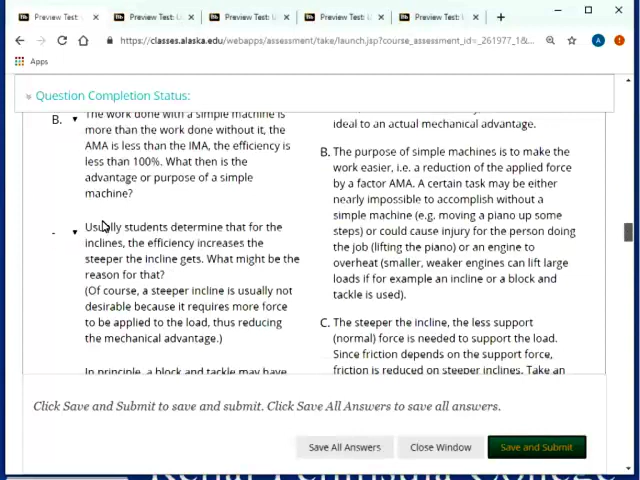 Preview Test:
Preview Test: U
Preview Test: U
Preview Test: U
Preview Test: U
https://classes.alaska.edu/webapps/assessment/take/launch.jsp?course_assessment_id=_261977_1&...
A
Apps
Question Completion Status:
B.
The work done with a simple machine is
more than the work done without it, the
AMA is less than the IMA, the efficiency is
less than 100%. What then is the
advantage or purpose of a simple
machine?
-
Usually students determine that for the
inclines, the efficiency increases the
steeper the incline gets. What might be the
reason for that?
(Of course, a steeper incline is usually not
desirable because it requires more force
to be applied to the load, thus reducing
the mechanical advantage.)
In principle, a block and tackle may have
ideal to an actual mechanical advantage.
B. The purpose of simple machines is to make the
work easier, i.e. a reduction of the applied force
by a factor AMA. A certain task may be either
nearly impossible to accomplish without a
simple machine (e.g. moving a piano up some
steps) or could cause injury for the person doing
the job (lifting the piano) or an engine to
overheat (smaller, weaker engines can lift large
loads if for example an incline or a block and
tackle is used).
C. The steeper the incline, the less support
(normal) force is needed to support the load.
Since friction depends on the support force,
friction is reduced on steeper inclines. Take an
Click Save and Submit to save and submit. Click Save All Answers to save all answers.
Save All Answers
Close Window
Save and Submit
Kenai Peninsula College